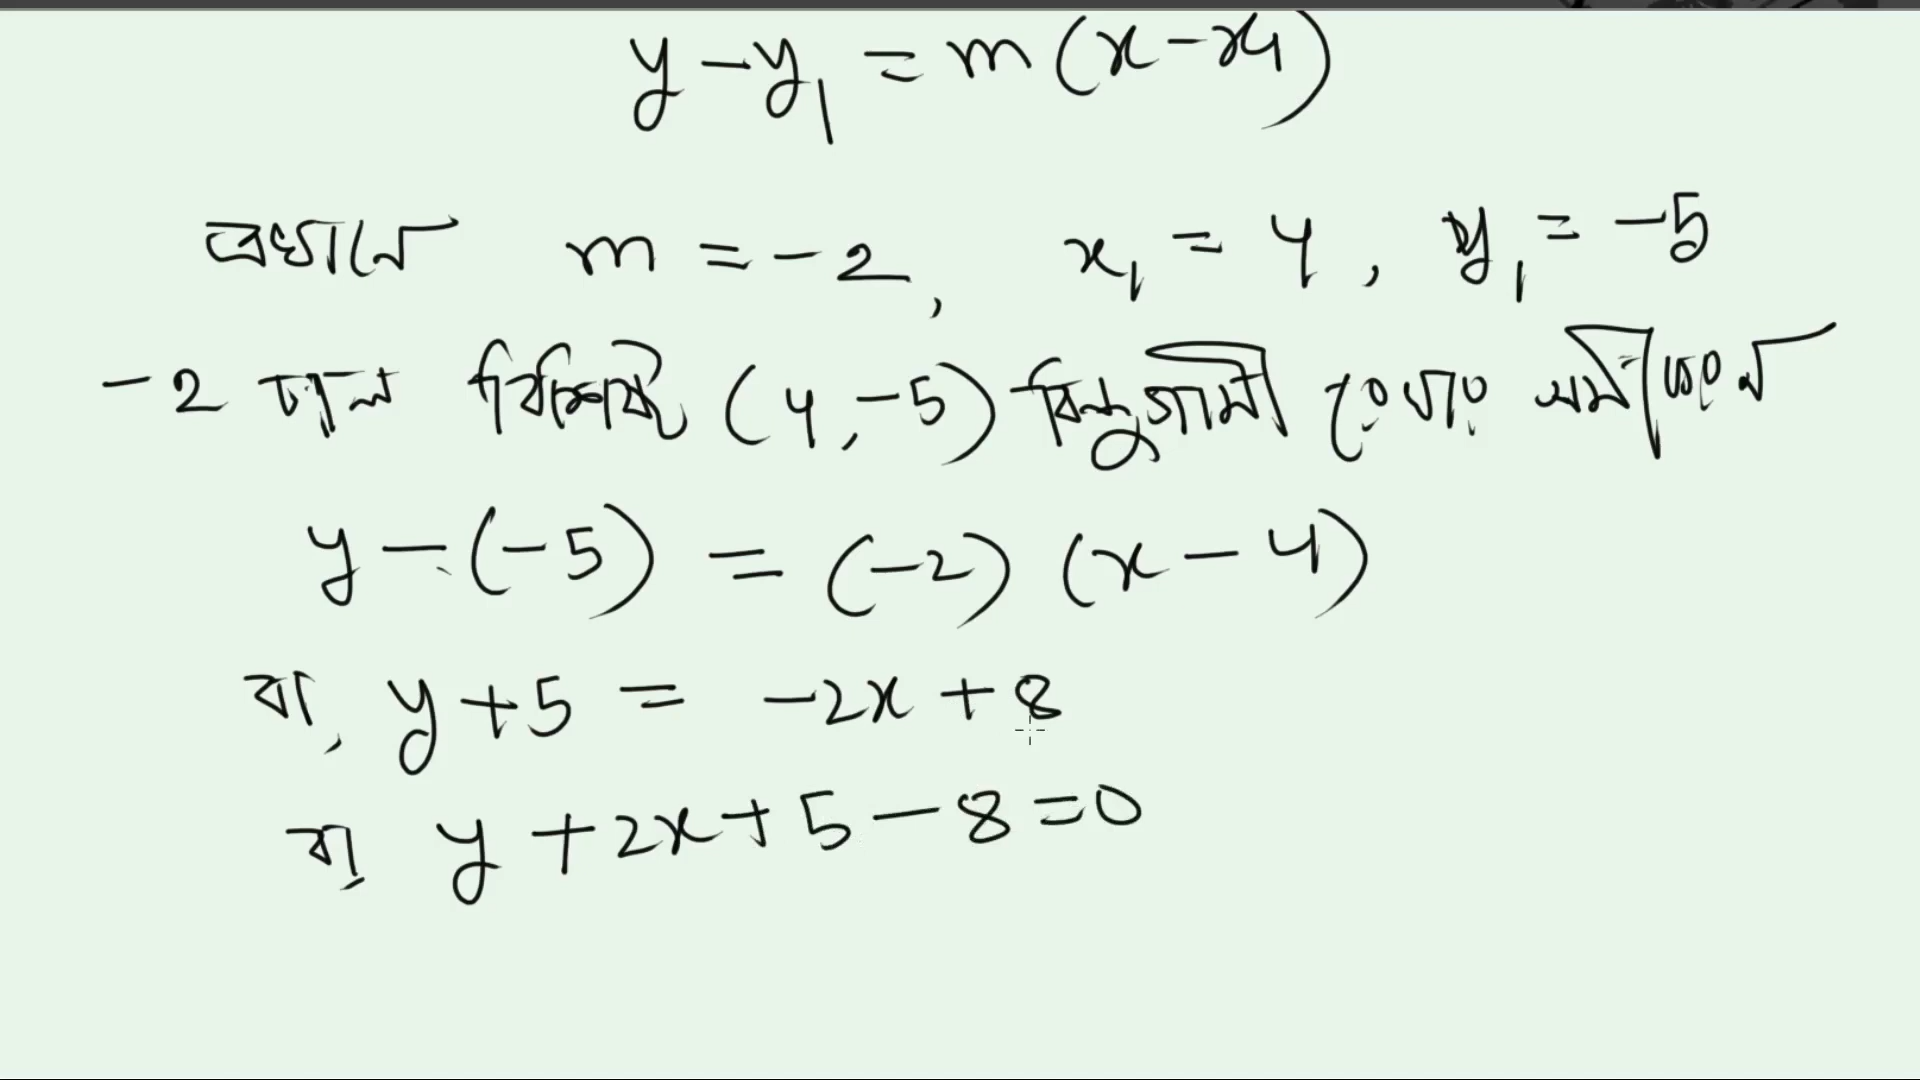 y - y₁ = m(x - x₁)
এখানে m = -2, x₁ = 4, y₁ = -5
-2 ঢাল বিশিষ্ট (4, -5) বিন্দুগামী সমীকরণ
y - (-5) = (-2) (x - 4)
বা, y + 5 = -2x + 8
বা, y + 2x + 5 - 8 = 0